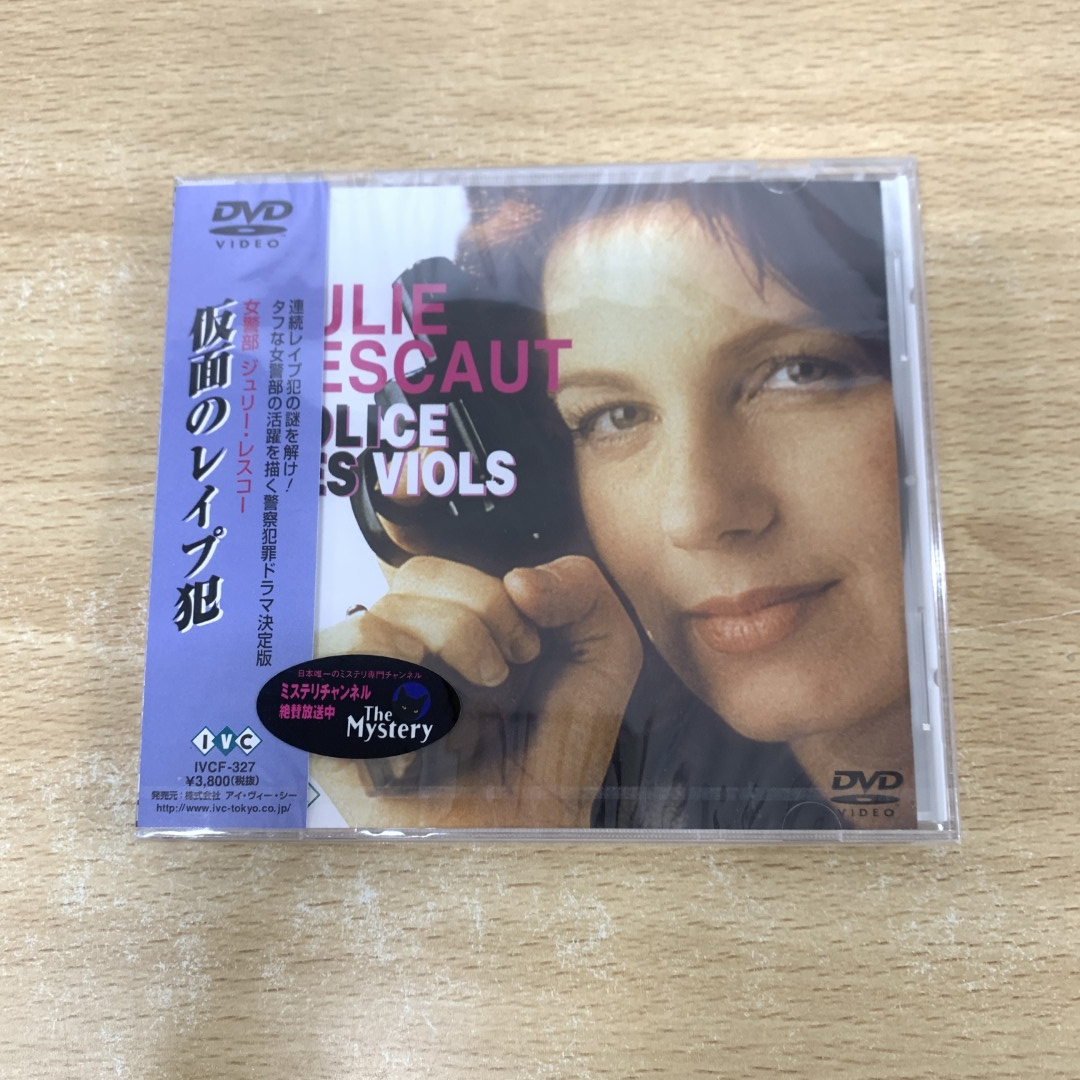 DVD
VIDEO
連続レイプ犯の謎を解け!
タフな女警部の活躍を描く警察犯罪ドラマ決定版
女警部 ジュリー・レスコー
仮面のレイプ犯
ULIE
ESCAUT
OLICE
ES VIOLS
日本唯一のミステリ専門チャンネル
ミステリチャンネル
絶賛放送中
The
Mystery
IVC
IVCF-327
¥3,800(税抜)
発売元:株式会社 アイ・ヴィー・シー
http://www.ivc-tokyo.co.jp/
DVD
VIDEO